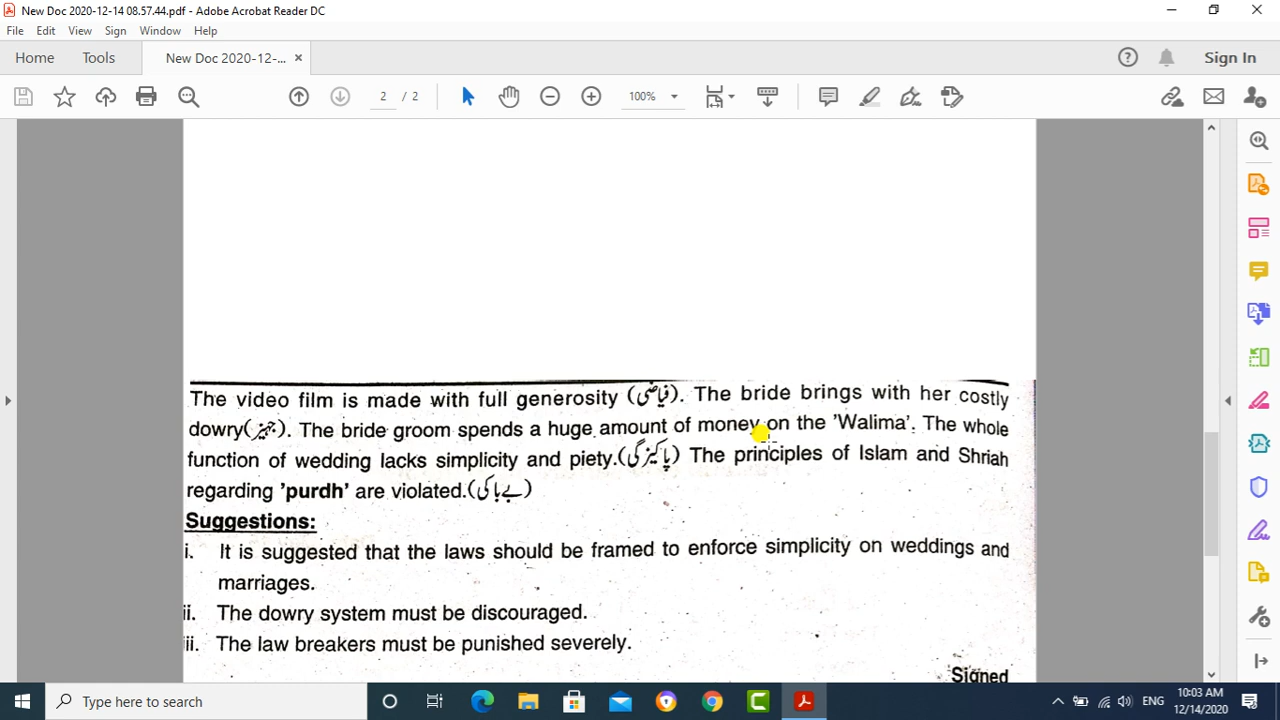 New Doc 2020-12-14 08.57.44.pdf - Adobe Acrobat Reader DC
File Edit View Sign Window Help
Home Tools New Doc 2020-12-... Sign In
2 / 2 100%
The video film is made with full generosity (فیاضی). The bride brings with her costly
dowry(جہیز). The bride groom spends a huge amount of money on the 'Walima'. The whole
function of wedding lacks simplicity and piety.(پاکیزگی) The principles of Islam and Shriah
regarding 'purdh' are violated.(بے باکی)
Suggestions:
i. It is suggested that the laws should be framed to enforce simplicity on weddings and
marriages.
ii. The dowry system must be discouraged.
iii. The law breakers must be punished severely.
Signed
Type here to search
ENG
10:03 AM
12/14/2020